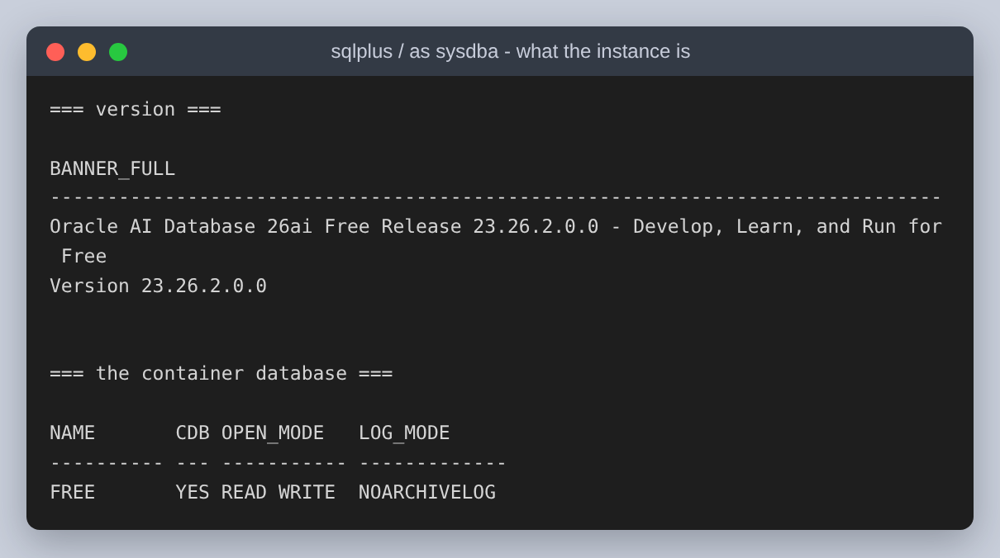 sqlplus / as sysdba - what the instance is
=== version ===
BANNER_FULL
------------------------------------------------------------------------------
Oracle AI Database 26ai Free Release 23.26.2.0.0 - Develop, Learn, and Run for
 Free
Version 23.26.2.0.0
=== the container database ===
NAME       CDB OPEN_MODE   LOG_MODE
---------- --- ----------- -------------
FREE       YES READ WRITE  NOARCHIVELOG